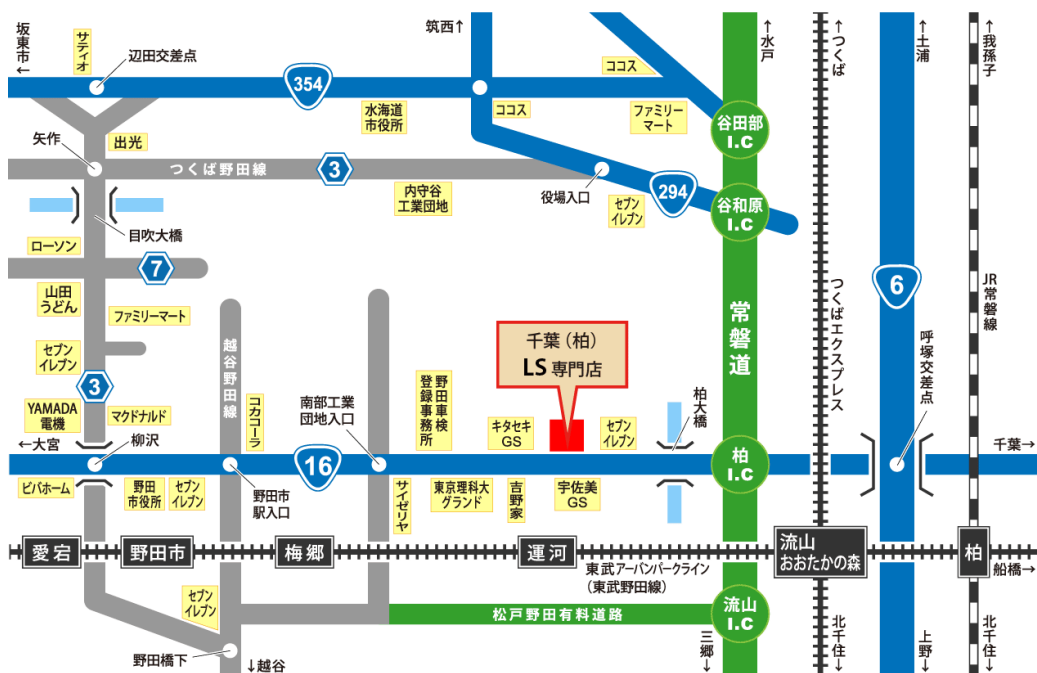 坂東市←
サティオ
辺田交差点
354
筑西↑
ココス
↑水戸
↑つくば
↑土浦
↑我孫子
水海道
市役所
ココス
ファミリー
マート
谷田部
I.C
矢作
出光
つくば野田線
3
内守谷
工業団地
役場入口
294
セブン
イレブン
谷和原
I.C
目吹大橋
ローソン
7
山田
うどん
ファミリーマート
セブン
イレブン
3
越谷野田線
千葉（柏）
LS 専門店
常磐道
つくばエクスプレス
6
JR常磐線
呼塚交差点
YAMADA
電機
マクドナルド
コカコーラ
南部工業
団地入口
野田車検
登録事務所
キタセキ
GS
セブン
イレブン
柏大橋
←大宮
柳沢
千葉→
16
柏
I.C
ビバホーム
野田
市役所
セブン
イレブン
野田市
駅入口
サイゼリヤ
東京理科大
グランド
吉野家
宇佐美
GS
愛宕
野田市
梅郷
運河
流山
おおたかの森
柏
船橋→
東武アーバンパークライン
（東武野田線）
セブン
イレブン
松戸野田有料道路
流山
I.C
野田橋下
↓越谷
三郷↓
北千住↓
上野↓
北千住↓